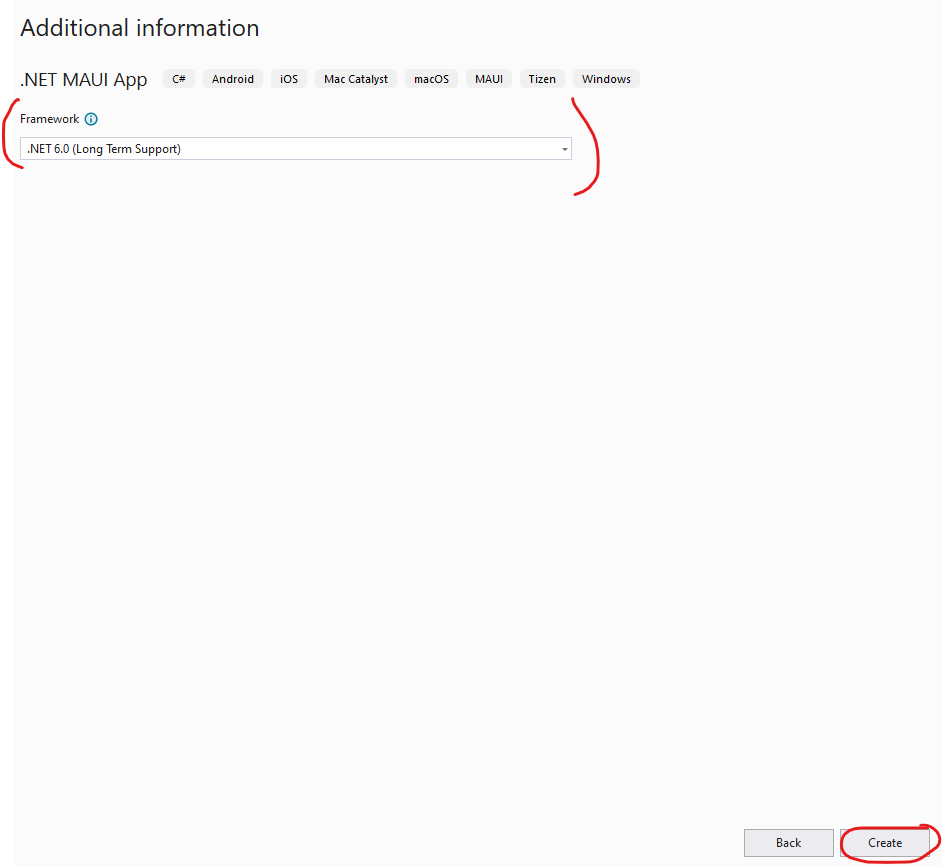 Additional information
.NET MAUI App C# Android iOS Mac Catalyst macOS MAUI Tizen Windows
Framework
.NET 6.0 (Long Term Support)
Back Create